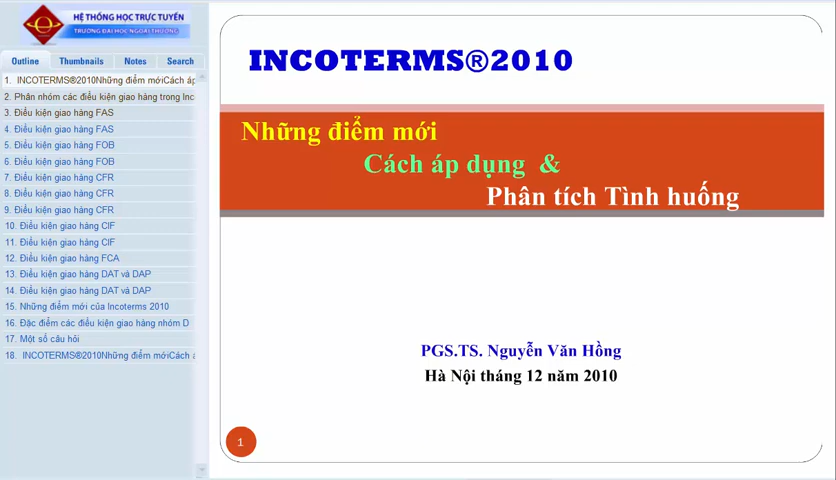 HỆ THỐNG HỌC TRỰC TUYẾN
TRƯỜNG ĐẠI HỌC NGOẠI THƯƠNG
Outline Thumbnails Notes Search
1. INCOTERMS®2010Những điểm mớiCách áp
2. Phân nhóm các điều kiện giao hàng trong Inc
3. Điều kiện giao hàng FAS
4. Điều kiện giao hàng FAS
5. Điều kiện giao hàng FOB
6. Điều kiện giao hàng FOB
7. Điều kiện giao hàng CFR
8. Điều kiện giao hàng CFR
9. Điều kiện giao hàng CFR
10. Điều kiện giao hàng CIF
11. Điều kiện giao hàng CIF
12. Điều kiện giao hàng FCA
13. Điều kiện giao hàng DAT và DAP
14. Điều kiện giao hàng DAT và DAP
15. Những điểm mới của Incoterms 2010
16. Đặc điểm các điều kiện giao hàng nhóm D
17. Một số câu hỏi
18. INCOTERMS®2010Những điểm mớiCách á
INCOTERMS®2010
Những điểm mới
Cách áp dụng &
Phân tích Tình huống
PGS.TS. Nguyễn Văn Hồng
Hà Nội tháng 12 năm 2010
1